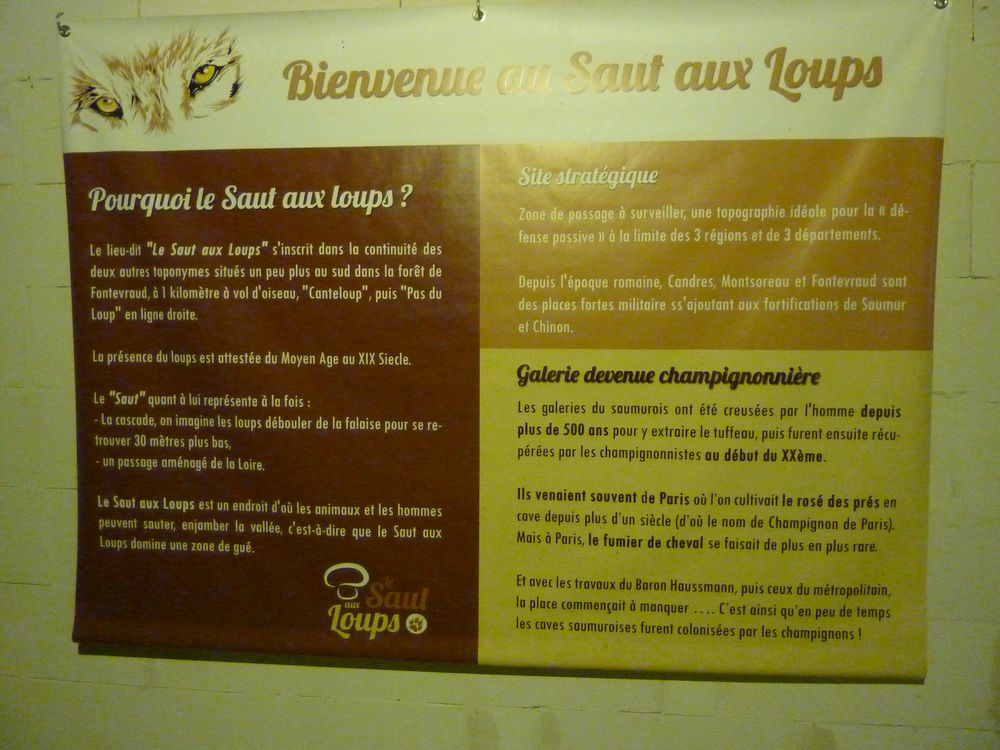 Bienvenue au Saut aux Loups
Pourquoi le Saut aux loups ?
Le lieu-dit "Le Saut aux Loups" s'inscrit dans la continuité des
deux autres toponymes situés un peu plus au sud dans la forêt de
Fontevraud, à 1 kilomètre à vol d'oiseau, "Canteloup", puis "Pas du
Loup" en ligne droite.
La présence du loups est attestée du Moyen Age au XIX Siecle.
Le "Saut" quant à lui représente à la fois :
- La cascade, on imagine les loups débouler de la falaise pour se re-
trouver 30 mètres plus bas,
- un passage aménagé de la Loire.
Le Saut aux Loups est un endroit d'où les animaux et les hommes
peuvent sauter, enjamber la vallée, c'est-à-dire que le Saut aux
Loups domine une zone de gué.
le
Saut
aux
Loups
Site stratégique
Zone de passage à surveiller, une topographie idéale pour la « dé-
fense passive » à la limite des 3 régions et de 3 départements.
Depuis l'époque romaine, Candres, Montsoreau et Fontevraud sont
des places fortes militaire ss'ajoutant aux fortifications de Saumur
et Chinon.
Galerie devenue champignonnière
Les galeries du saumurois ont été creusées par l'homme depuis
plus de 500 ans pour y extraire le tuffeau, puis furent ensuite récu-
pérées par les champignonnistes au début du XXème.
Ils venaient souvent de Paris où l'on cultivait le rosé des prés en
cave depuis plus d'un siècle (d'où le nom de Champignon de Paris).
Mais à Paris, le fumier de cheval se faisait de plus en plus rare.
Et avec les travaux du Baron Haussmann, puis ceux du métropolitain,
la place commençait à manquer .... C'est ainsi qu'en peu de temps
les caves saumuroises furent colonisées par les champignons !